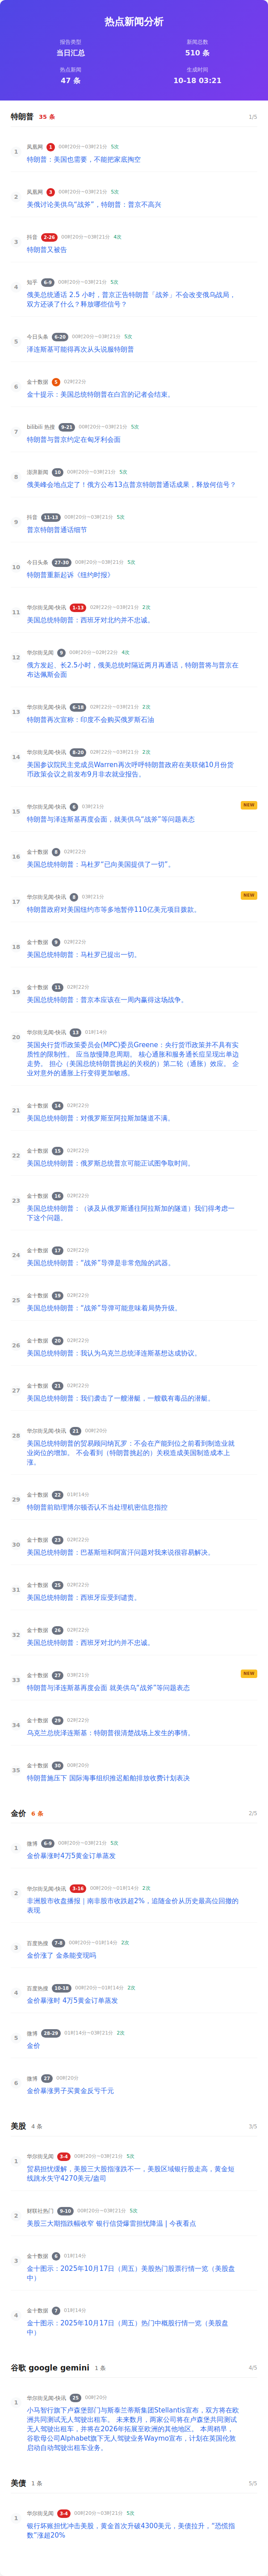 热点新闻分析
报告类型
新闻总数
当日汇总
510 条
热点新闻
生成时间
47 条
10-18 03:21
特朗普 35 条 1/5
1
凤凰网 1 00时20分~03时21分 5次
特朗普：美国也需要，不能把家底掏空
2
凤凰网 3 00时20分~03时21分 5次
美俄讨论美供乌“战斧”，特朗普：普京不高兴
3
抖音 2-26 00时20分~03时21分 4次
特朗普又被告
4
知乎 6-9 00时20分~03时21分 5次
俄美总统通话 2.5 小时，普京正告特朗普「战斧」不会改变俄乌战局，
双方还谈了什么？释放哪些信号？
5
今日头条 6-20 00时20分~03时21分 5次
泽连斯基可能得再次从头说服特朗普
6
金十数据 5 02时22分
金十提示：美国总统特朗普在白宫的记者会结束。
7
bilibili 热搜 9-21 00时20分~03时21分 5次
特朗普与普京约定在匈牙利会面
8
澎湃新闻 10 00时20分~03时21分 5次
俄美峰会地点定了！俄方公布13点普京特朗普通话成果，释放何信号？
9
抖音 11-13 00时20分~03时21分 5次
普京特朗普通话细节
10
今日头条 27-30 00时20分~03时21分 5次
特朗普重新起诉《纽约时报》
11
华尔街见闻-快讯 1-13 02时22分~03时21分 2次
美国总统特朗普：西班牙对北约并不忠诚。
12
华尔街见闻 9 00时20分~02时22分 4次
俄方发起、长2.5小时，俄美总统时隔近两月再通话，特朗普将与普京在
布达佩斯会面
13
华尔街见闻-快讯 6-18 02时22分~03时21分 2次
特朗普再次宣称：印度不会购买俄罗斯石油
14
华尔街见闻-快讯 8-20 02时22分~03时21分 2次
美国参议院民主党成员Warren再次呼呼特朗普政府在美联储10月份货
币政策会议之前发布9月非农就业报告。
15
华尔街见闻-快讯 4 03时21分 NEW
特朗普与泽连斯基再度会面，就美供乌“战斧”等问题表态
16
金十数据 8 02时22分
美国总统特朗普：马杜罗“已向美国提供了一切”。
17
华尔街见闻-快讯 8 03时21分 NEW
特朗普政府对美国纽约市等多地暂停110亿美元项目拨款。
18
金十数据 9 02时22分
美国总统特朗普：马杜罗已提出一切。
19
金十数据 11 02时22分
美国总统特朗普：普京本应该在一周内赢得这场战争。
20
华尔街见闻-快讯 13 01时14分
英国央行货币政策委员会(MPC)委员Greene：央行货币政策并不具有实
质性的限制性。 应当放慢降息周期。 核心通胀和服务通长痘呈现出单边
走势。 担心（美国总统特朗普挑起的关税的）第二轮（通胀）效应。 企
业对意外的通胀上行变得更加敏感。
21
金十数据 14 02时22分
美国总统特朗普：对俄罗斯至阿拉斯加隧道不满。
22
金十数据 15 02时22分
美国总统特朗普：俄罗斯总统普京可能正试图争取时间。
23
金十数据 16 02时22分
美国总统特朗普：（谈及从俄罗斯通往阿拉斯加的隧道）我们得考虑一
下这个问题。
24
金十数据 17 02时22分
美国总统特朗普：“战斧”导弹是非常危险的武器。
25
金十数据 19 02时22分
美国总统特朗普：“战斧”导弹可能意味着局势升级。
26
金十数据 20 02时22分
美国总统特朗普：我认为乌克兰总统泽连斯基想达成协议。
27
金十数据 21 02时22分
美国总统特朗普：我们袭击了一艘潜艇，一艘载有毒品的潜艇。
28
华尔街见闻-快讯 21 00时20分
美国总统特朗普的贸易顾问纳瓦罗：不会在产能到位之前看到制造业就
业岗位的增加。 不会看到（特朗普挑起的）关税造成美国制造成本上
涨。
29
金十数据 22 01时14分
特朗普前助理博尔顿否认不当处理机密信息指控
30
金十数据 23 02时22分
美国总统特朗普：巴基斯坦和阿富汗问题对我来说很容易解决。
31
金十数据 25 02时22分
美国总统特朗普：西班牙应受到谴责。
32
金十数据 26 02时22分
美国总统特朗普：西班牙对北约并不忠诚。
33
金十数据 27 03时21分 NEW
特朗普与泽连斯基再度会面 就美供乌“战斧”等问题表态
34
金十数据 29 02时22分
乌克兰总统泽连斯基：特朗普很清楚战场上发生的事情。
35
金十数据 30 00时20分
特朗普施压下 国际海事组织推迟船舶排放收费计划表决
金价 6 条 2/5
1
微博 6-9 00时20分~03时21分 5次
金价暴涨时4万5黄金订单蒸发
2
华尔街见闻-快讯 3-16 00时20分~01时14分 2次
非洲股市收盘播报｜南非股市收跌超2%，追随金价从历史最高位回撤的
表现
3
百度热搜 7-8 00时20分~01时14分 2次
金价涨了 金条能变现吗
4
百度热搜 10-18 00时20分~01时14分 2次
金价暴涨时 4万5黄金订单蒸发
5
微博 28-29 01时14分~03时21分 2次
金价
6
微博 27 00时20分
金价暴涨男子买黄金反亏千元
美股 4 条 3/5
1
华尔街见闻 3-4 00时20分~03时21分 5次
贸易担忧缓解，美股三大股指涨跌不一，美股区域银行股走高，黄金短
线跳水失守4270美元/盎司
2
财联社热门 9-10 00时20分~03时21分 5次
美股三大期指跌幅收窄 银行信贷爆雷担忧降温 | 今夜看点
3
金十数据 6 01时14分
金十图示：2025年10月17日（周五）美股热门股票行情一览（美股盘
中）
4
金十数据 7 01时14分
金十图示：2025年10月17日（周五）热门中概股行情一览（美股盘
中）
谷歌 google gemini 1 条 4/5
1
华尔街见闻-快讯 25 00时20分
小马智行旗下卢森堡部门与斯泰兰蒂斯集团Stellantis宣布，双方将在欧
洲共同测试无人驾驶出租车。 未来数月，两家公司将在卢森堡共同测试
无人驾驶出租车，并将在2026年拓展至欧洲的其他地区。 本周稍早，
谷歌母公司Alphabet旗下无人驾驶业务Waymo宣布，计划在英国伦敦
启动自动驾驶出租车业务。
美债 1 条 5/5
1
华尔街见闻 3-4 00时20分~03时21分 5次
银行坏账担忧冲击美股，黄金首次升破4300美元，美债拉升，“恐慌指
数”涨超20%